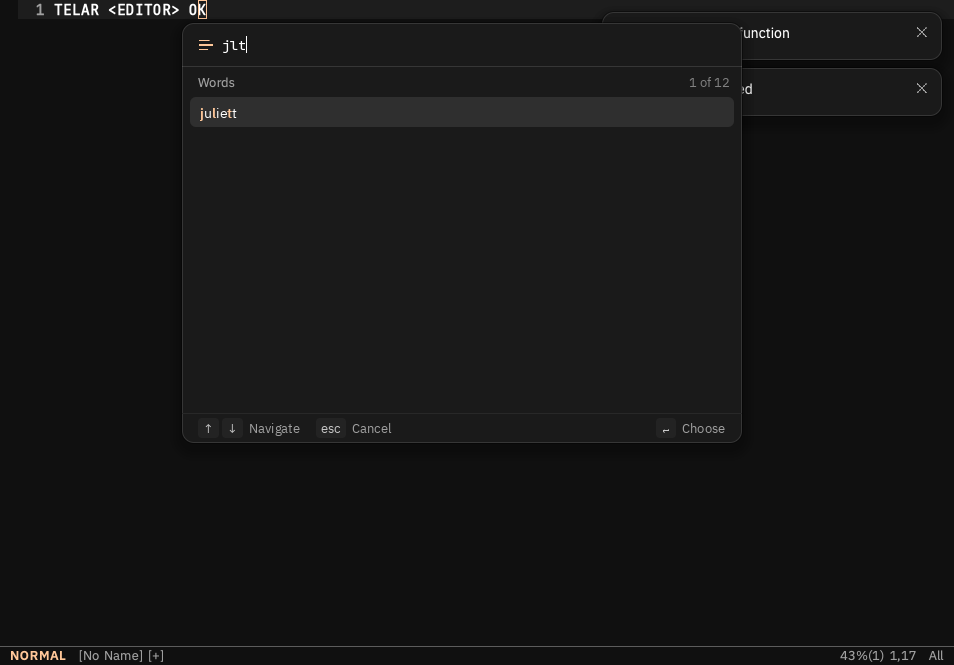 1 TELAR <EDITOR> OK
jlt
unction
Words 1 of 12
ed
juliett
↑ ↓ Navigate esc Cancel ↵ Choose
NORMAL [No Name] [+] 43%(1) 1,17 All